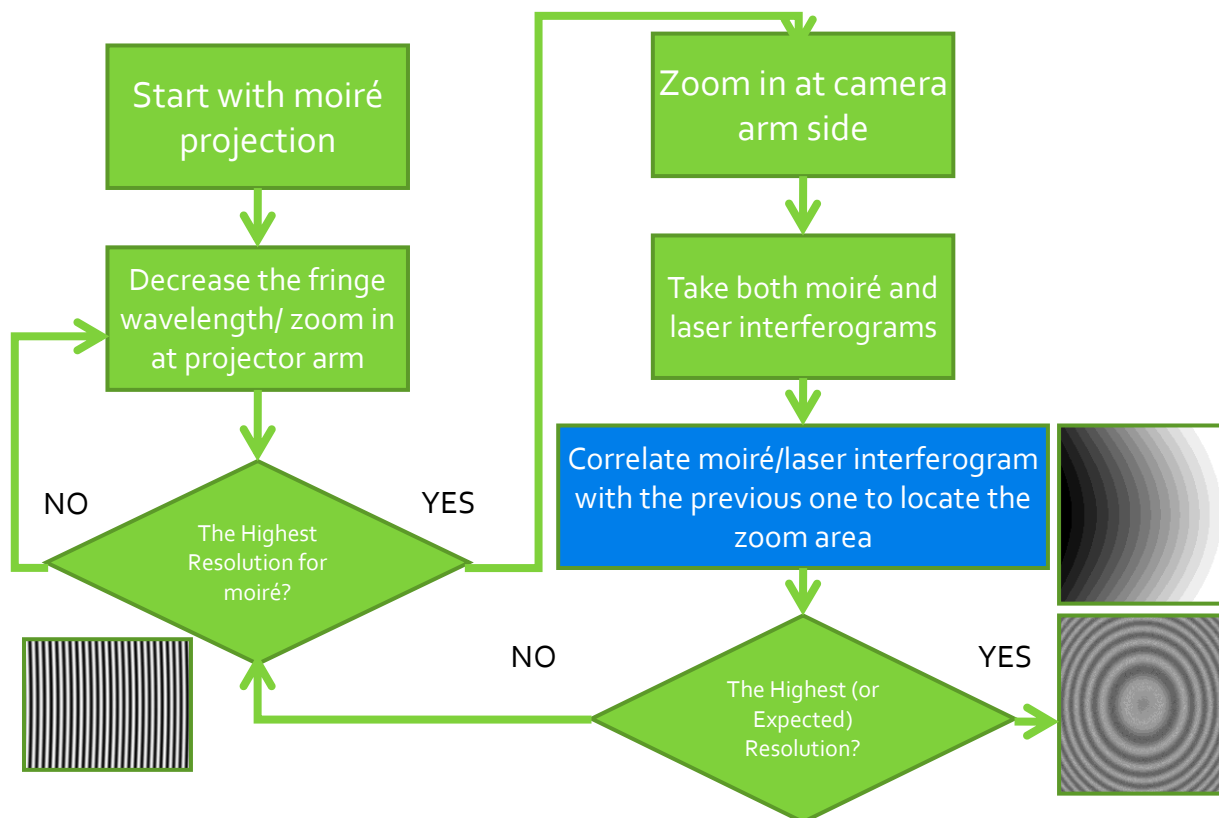 Start with moiré
projection
Decrease the fringe
wavelength/ zoom in
at projector arm
NO
YES
The Highest
Resolution for
moiré?
Zoom in at camera
arm side
Take both moiré and
laser interferograms
Correlate moiré/laser interferogram
with the previous one to locate the
zoom area
NO
YES
The Highest (or
Expected)
Resolution?